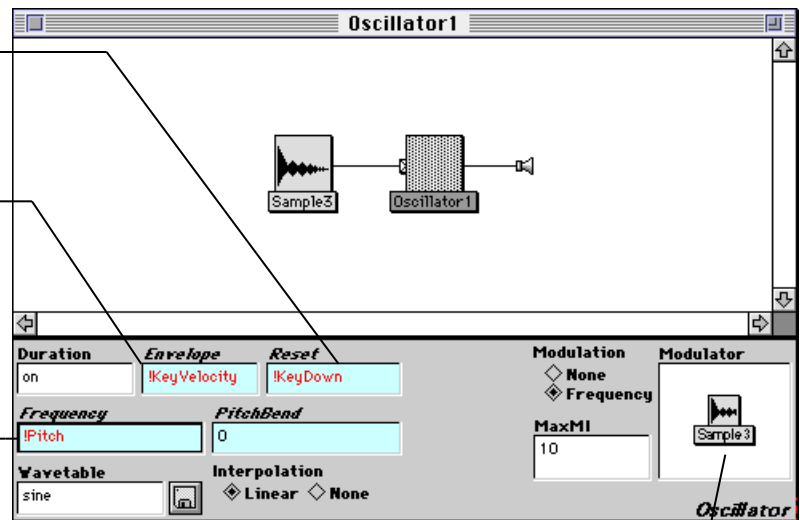 Oscillator1
Sample3
Oscillator1
Duration
on
Envelope
!KeyVelocity
Reset
!KeyDown
Frequency
!Pitch
PitchBend
0
Wavetable
sine
Interpolation
Linear
None
Modulation
None
Frequency
MaxMI
10
Modulator
Sample3
Oscillator